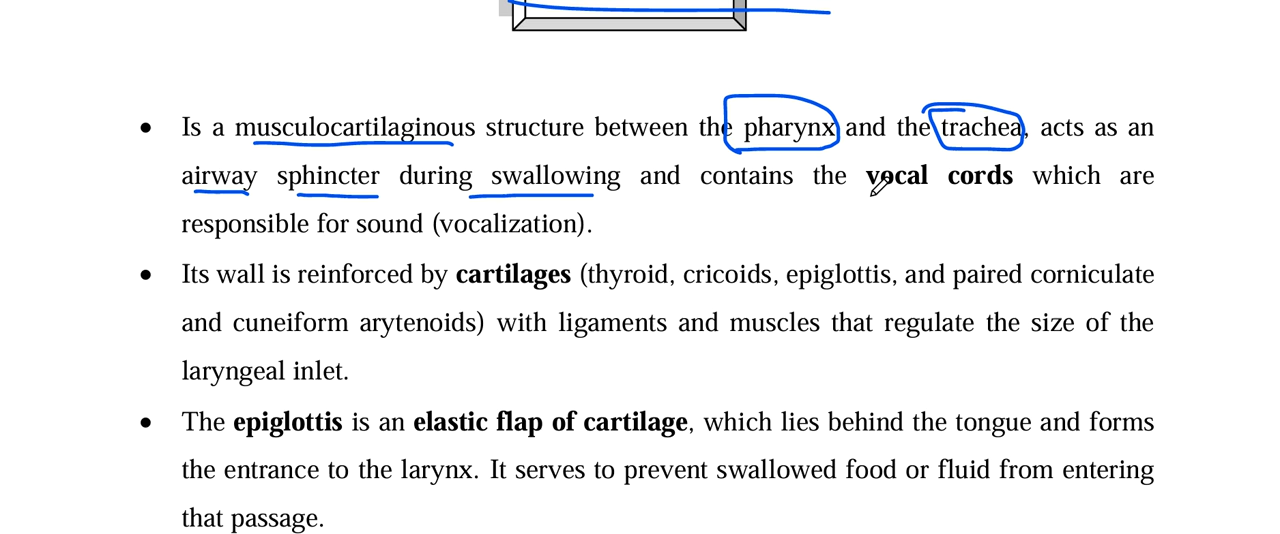 • Is a musculocartilaginous structure between the pharynx and the trachea, acts as an
airway sphincter during swallowing and contains the vocal cords which are
responsible for sound (vocalization).
• Its wall is reinforced by cartilages (thyroid, cricoids, epiglottis, and paired corniculate
and cuneiform arytenoids) with ligaments and muscles that regulate the size of the
laryngeal inlet.
• The epiglottis is an elastic flap of cartilage, which lies behind the tongue and forms
the entrance to the larynx. It serves to prevent swallowed food or fluid from entering
that passage.